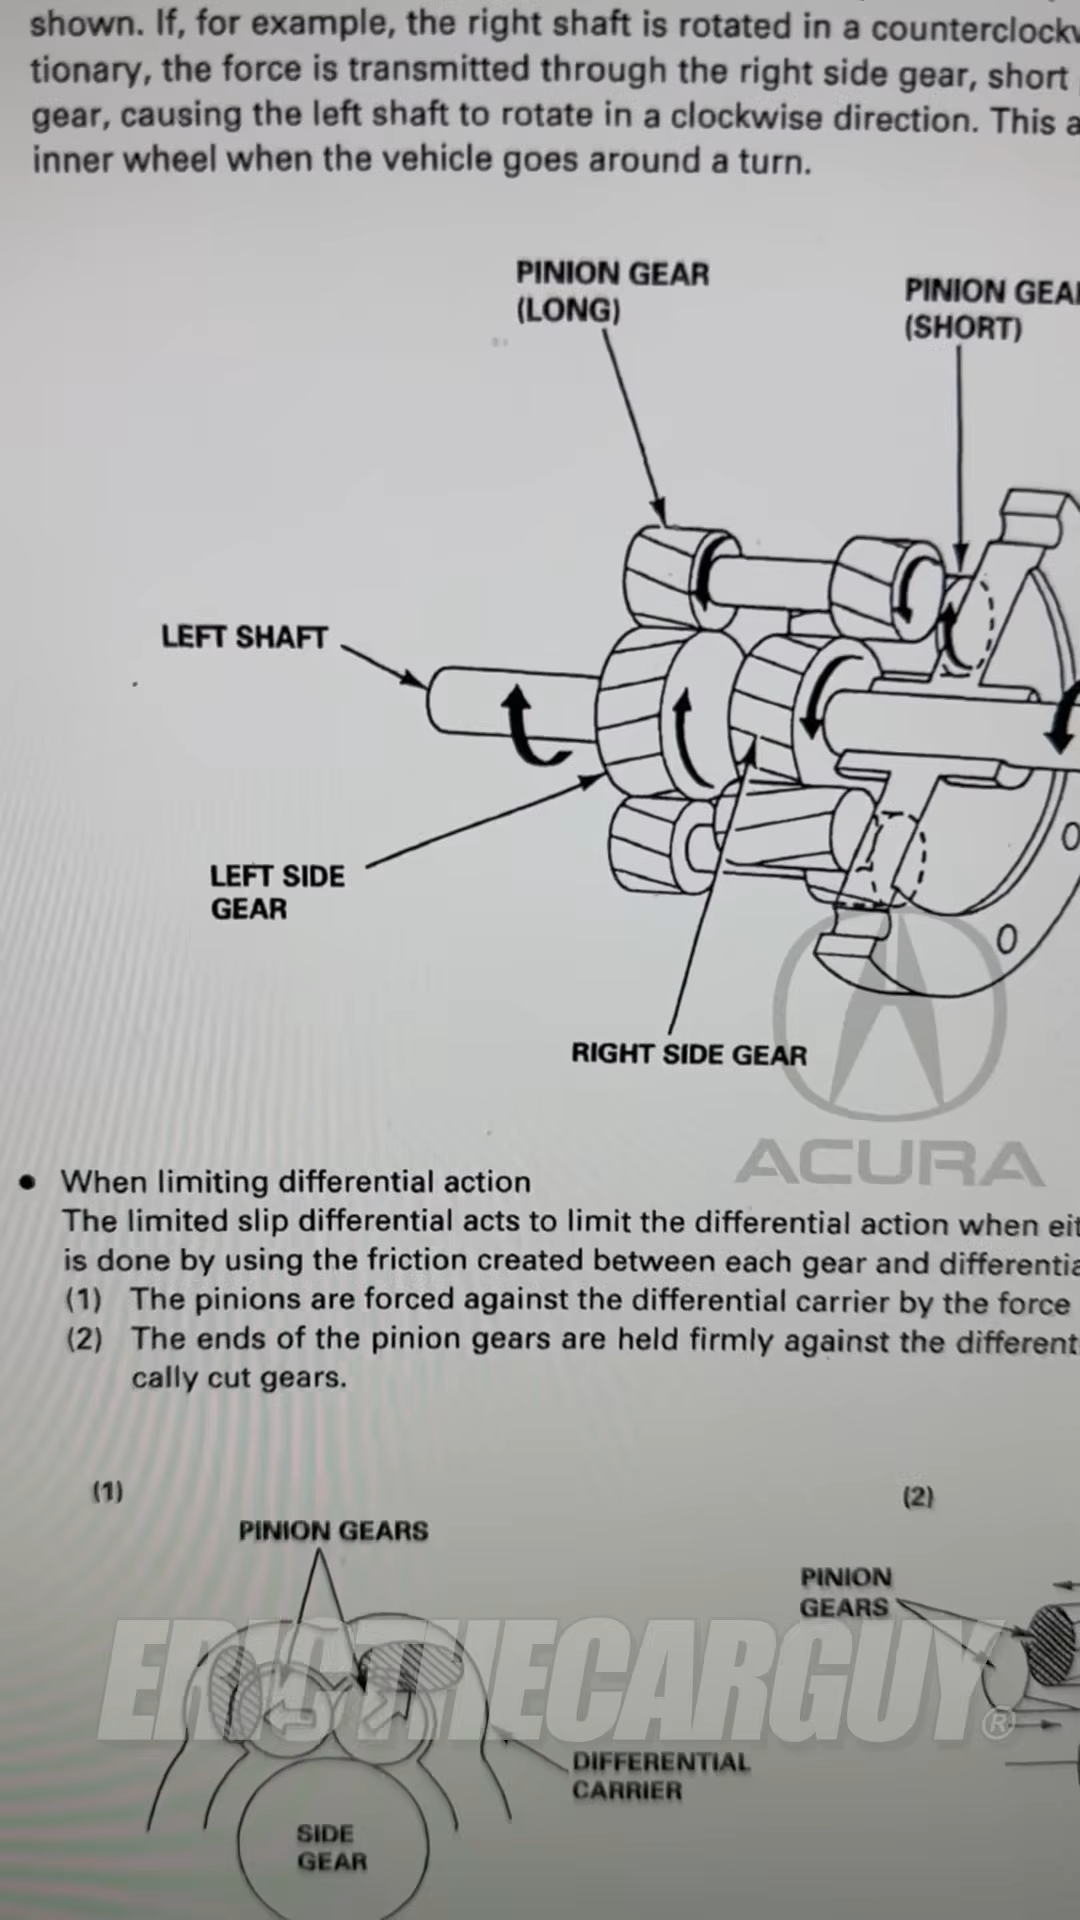 shown. If, for example, the right shaft is rotated in a counterclock
tionary, the force is transmitted through the right side gear, short
gear, causing the left shaft to rotate in a clockwise direction. This a
inner wheel when the vehicle goes around a turn.
PINION GEAR
(LONG)
PINION GEA
(SHORT)
LEFT SHAFT
LEFT SIDE
GEAR
RIGHT SIDE GEAR
ACURA
• When limiting differential action
The limited slip differential acts to limit the differential action when eit
is done by using the friction created between each gear and differentia
(1) The pinions are forced against the differential carrier by the force
(2) The ends of the pinion gears are held firmly against the different
cally cut gears.
(1)
(2)
PINION GEARS
PINION
GEARS
ERICTHECARGUY®
DIFFERENTIAL
CARRIER
SIDE
GEAR